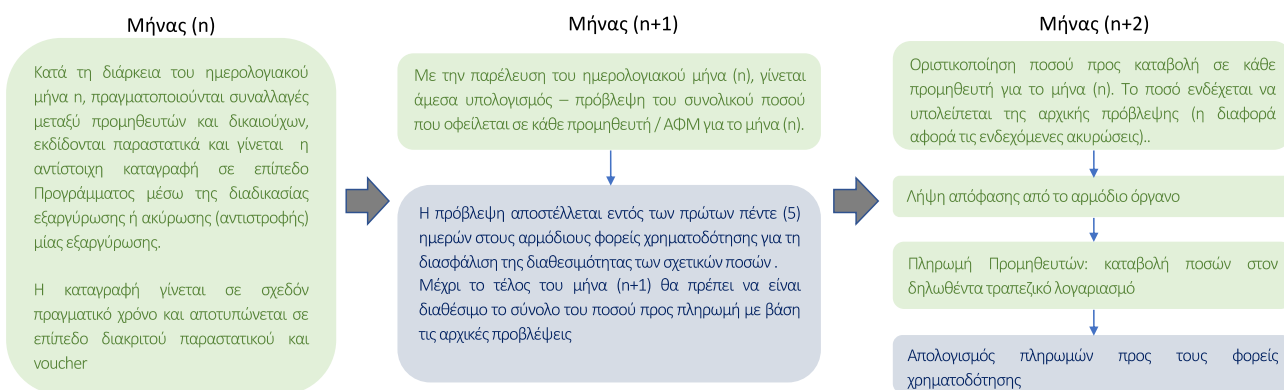 Μήνας (n)
Κατά τη διάρκεια του ημερολογιακού
μήνα n, πραγματοποιούνται συναλλαγές
μεταξύ προμηθευτών και δικαιούχων,
εκδίδονται παραστατικά και γίνεται η
αντίστοιχη καταγραφή σε επίπεδο
Προγράμματος μέσω της διαδικασίας
εξαργύρωσης ή ακύρωσης (αντιστροφής)
μίας εξαργύρωσης.
Η καταγραφή γίνεται σε σχεδόν
πραγματικό χρόνο και αποτυπώνεται σε
επίπεδο διακριτού παραστατικού και
voucher
Μήνας (n+1)
Με την παρέλευση του ημερολογιακού μήνα (n), γίνεται
άμεσα υπολογισμός – πρόβλεψη του συνολικού ποσού
που οφείλεται σε κάθε προμηθευτή / ΑΦΜ για το μήνα (n).
Η πρόβλεψη αποστέλλεται εντός των πρώτων πέντε (5)
ημερών στους αρμόδιους φορείς χρηματοδότησης για τη
διασφάλιση της διαθεσιμότητας των σχετικών ποσών .
Μέχρι το τέλος του μήνα (n+1) θα πρέπει να είναι
διαθέσιμο το σύνολο του ποσού προς πληρωμή με βάση
τις αρχικές προβλέψεις
Μήνας (n+2)
Οριστικοποίηση ποσού προς καταβολή σε κάθε
προμηθευτή για το μήνα (n). Το ποσό ενδέχεται να
υπολείπεται της αρχικής πρόβλεψης (η διαφορά
αφορά τις ενδεχόμενες ακυρώσεις)..
Λήψη απόφασης από το αρμόδιο όργανο
Πληρωμή Προμηθευτών: καταβολή ποσών στον
δηλωθέντα τραπεζικό λογαριασμό
Απολογισμός πληρωμών προς τους φορείς
χρηματοδότησης